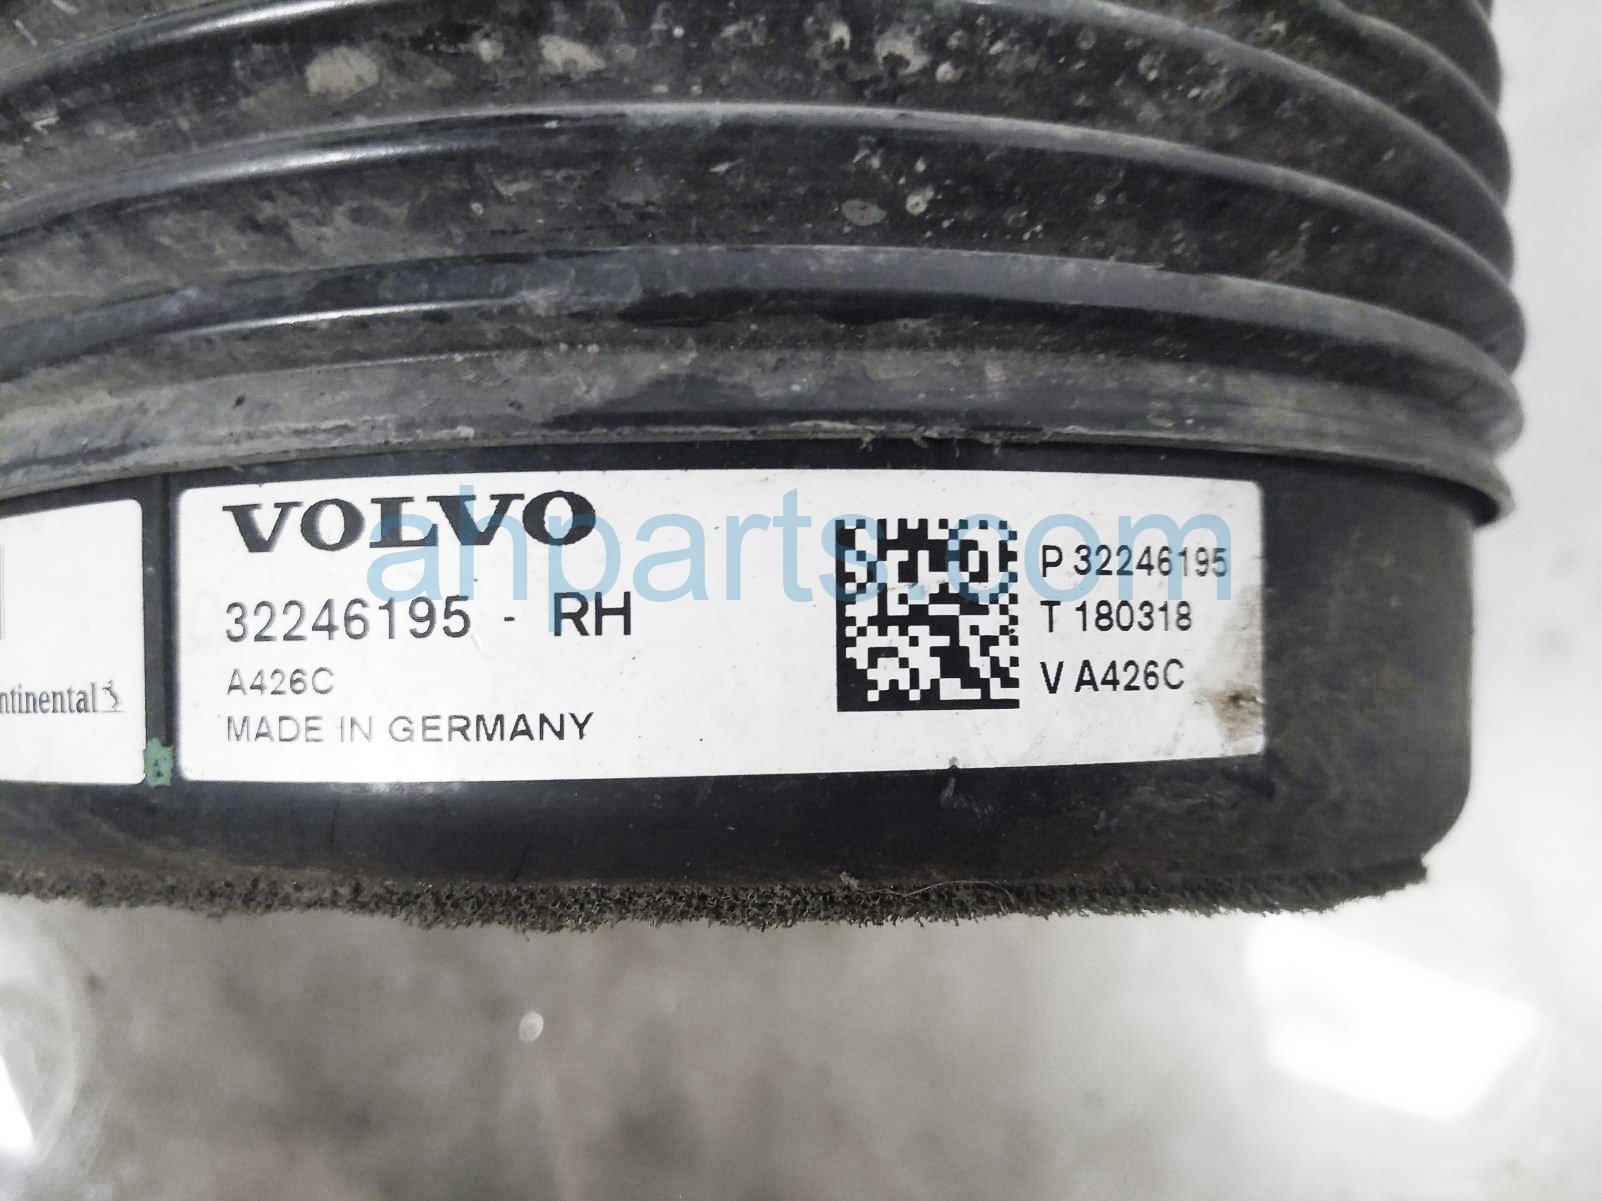 VOLVO
32246195 - RH
A426C
MADE IN GERMANY
P 32246195
T 180318
V A426C
ntinental
ahparts.com